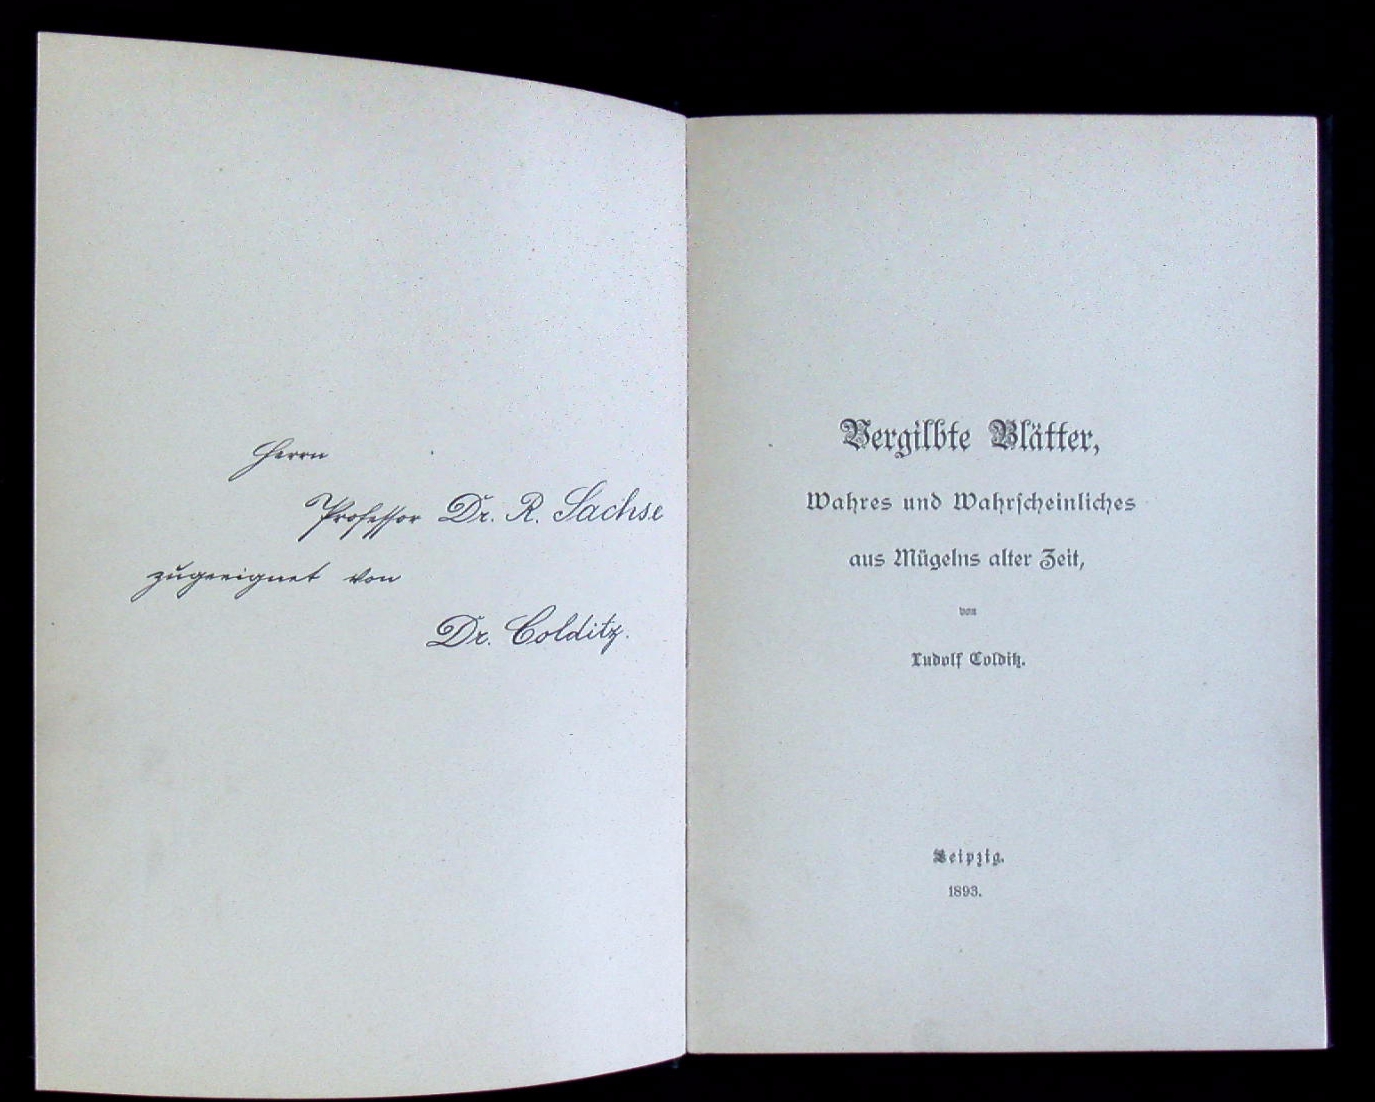 Herrn
Professor Dr. R. Sachse
zugeeignet von
Dr. Colditz.
Vergilbte Blätter,
Wahres und Wahrscheinliches
aus Mügelns alter Zeit,
von
Ludolf Colditz.
Leipzig.
1893.